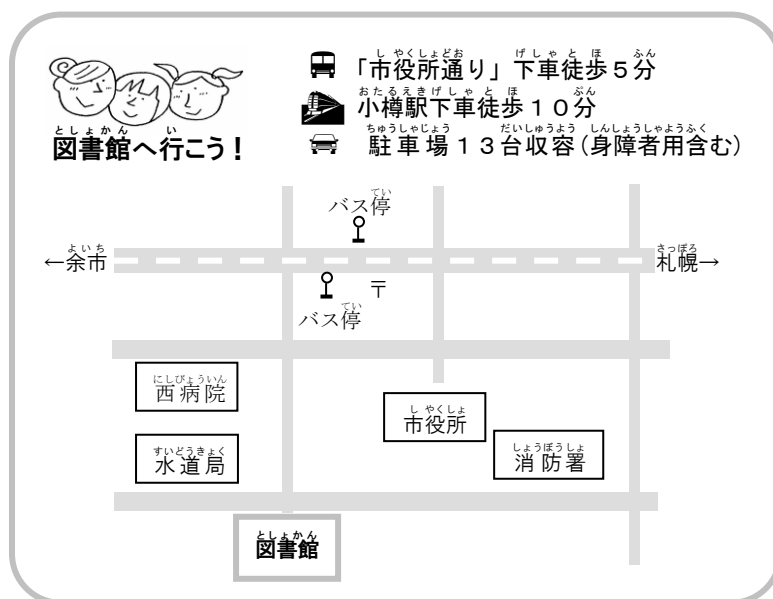 「市役所通り」下車徒歩５分
小樽駅下車徒歩１０分
図書館へ行こう！
駐車場１３台収容(身障者用含む)
バス停
←余市
札幌→
〒
バス停
西病院
市役所
水道局
消防署
図書館